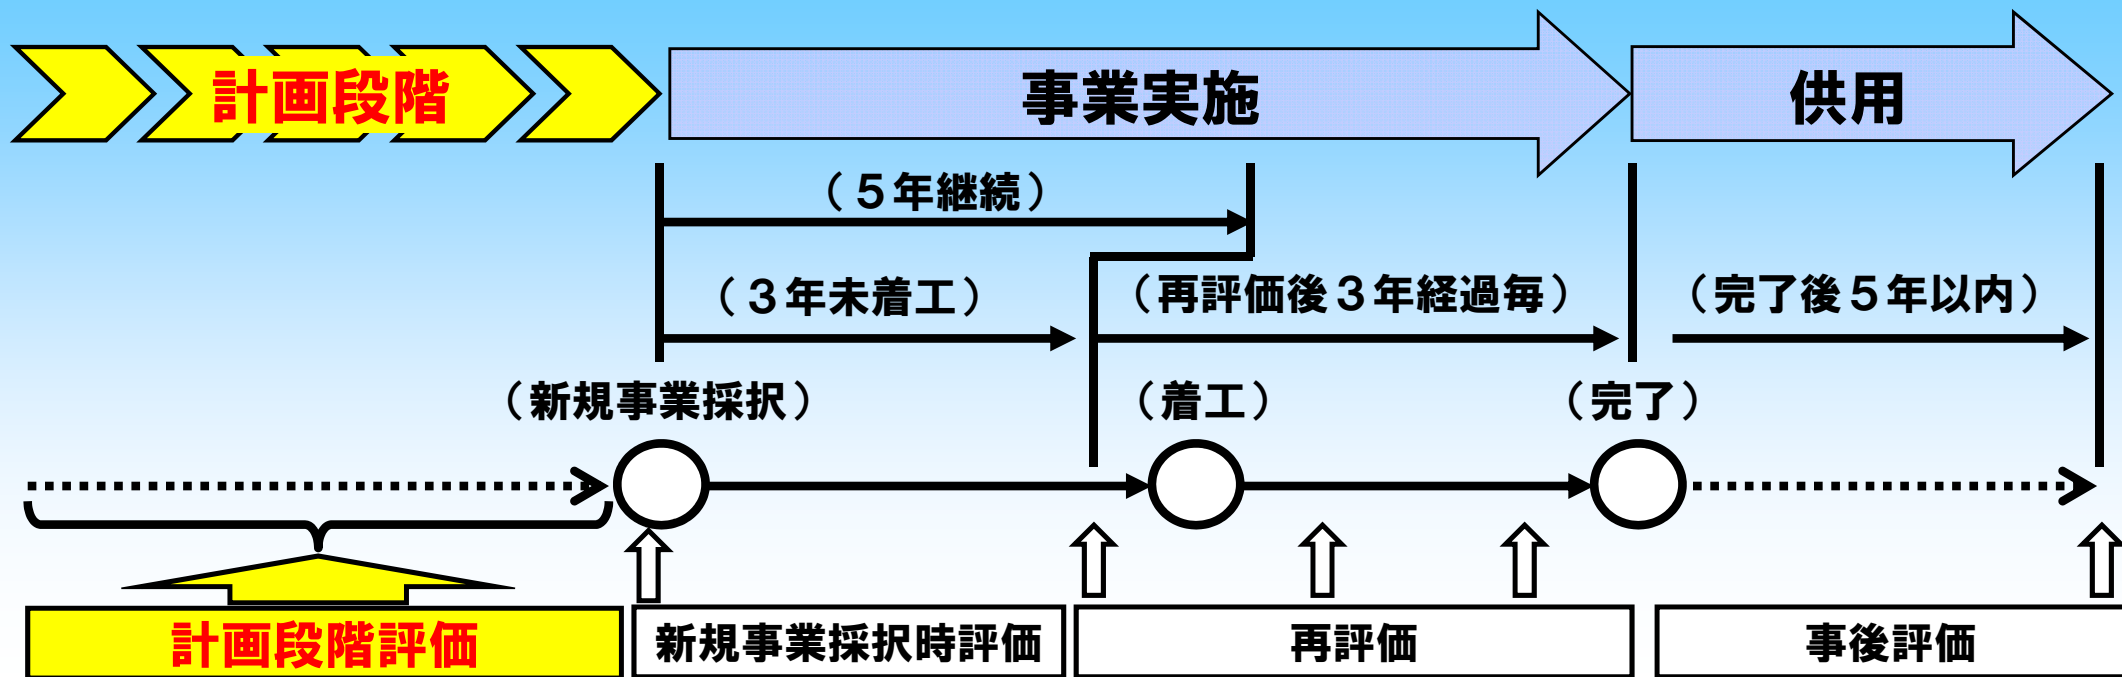 計画段階
事業実施
供用
（５年継続）
（３年未着工）
（再評価後３年経過毎）
（完了後５年以内）
（新規事業採択）
（着工）
（完了）
計画段階評価
新規事業採択時評価
再評価
事後評価